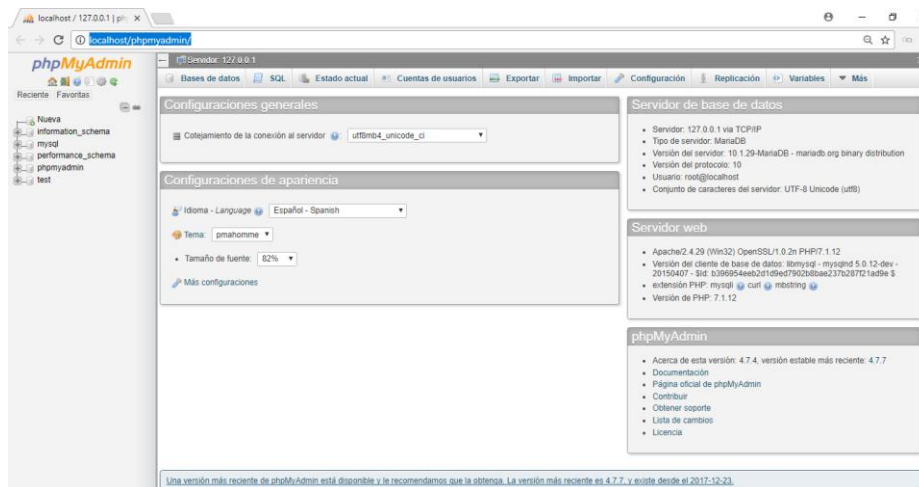 localhost / 127.0.0.1 | ph
localhost/phpmyadmin/
phpMyAdmin
Reciente Favoritas
Nueva
information_schema
mysql
performance_schema
phpmyadmin
test
Servidor: 127.0.0.1
Bases de datos SQL Estado actual Cuentas de usuarios Exportar Importar Configuración Replicación Variables Más
Configuraciones generales
Cotejamiento de la conexión al servidor : utf8mb4_unicode_ci
Configuraciones de apariencia
Idioma - Language Español - Spanish
Tema: pmahomme
Tamaño de fuente: 82%
Más configuraciones
Servidor de base de datos
Servidor: 127.0.0.1 via TCP/IP
Tipo de servidor: MariaDB
Versión del servidor: 10.1.29-MariaDB - mariadb.org binary distribution
Versión del protocolo: 10
Usuario: root@localhost
Conjunto de caracteres del servidor: UTF-8 Unicode (utf8)
Servidor web
Apache/2.4.29 (Win32) OpenSSL/1.0.2n PHP/7.1.12
Versión del cliente de base de datos: libmysql - mysqlnd 5.0.12-dev -
20150407 - $Id: b396954eeb2d1d9ed7902b8bae237b287f21ad9e $
extensión PHP: mysqli curl mbstring
Versión de PHP: 7.1.12
phpMyAdmin
Acerca de esta versión: 4.7.4, versión estable más reciente: 4.7.7
Documentación
Página oficial de phpMyAdmin
Contribuir
Obtener soporte
Lista de cambios
Licencia
Una versión más reciente de phpMyAdmin está disponible y le recomendamos que la obtenga. La versión más reciente es 4.7.7, y existe desde el 2017-12-23.